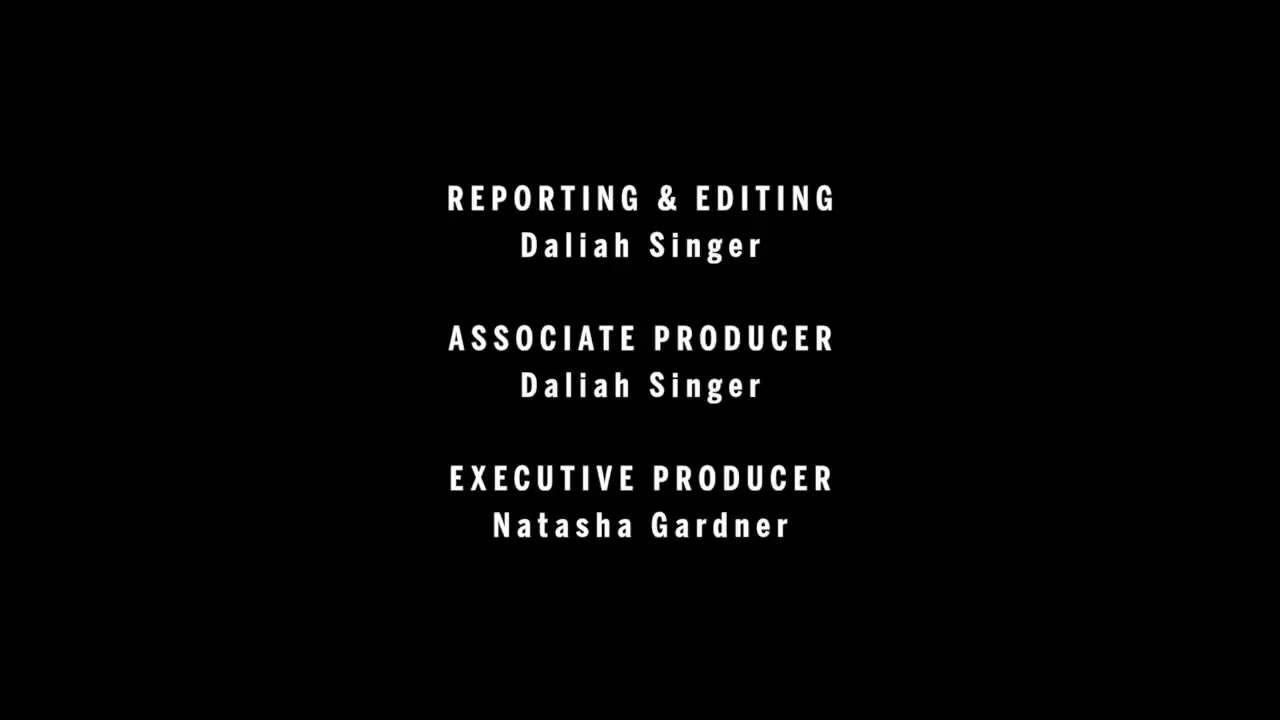 REPORTING & EDITING
Daliah Singer
ASSOCIATE PRODUCER
Daliah Singer
EXECUTIVE PRODUCER
Natasha Gardner